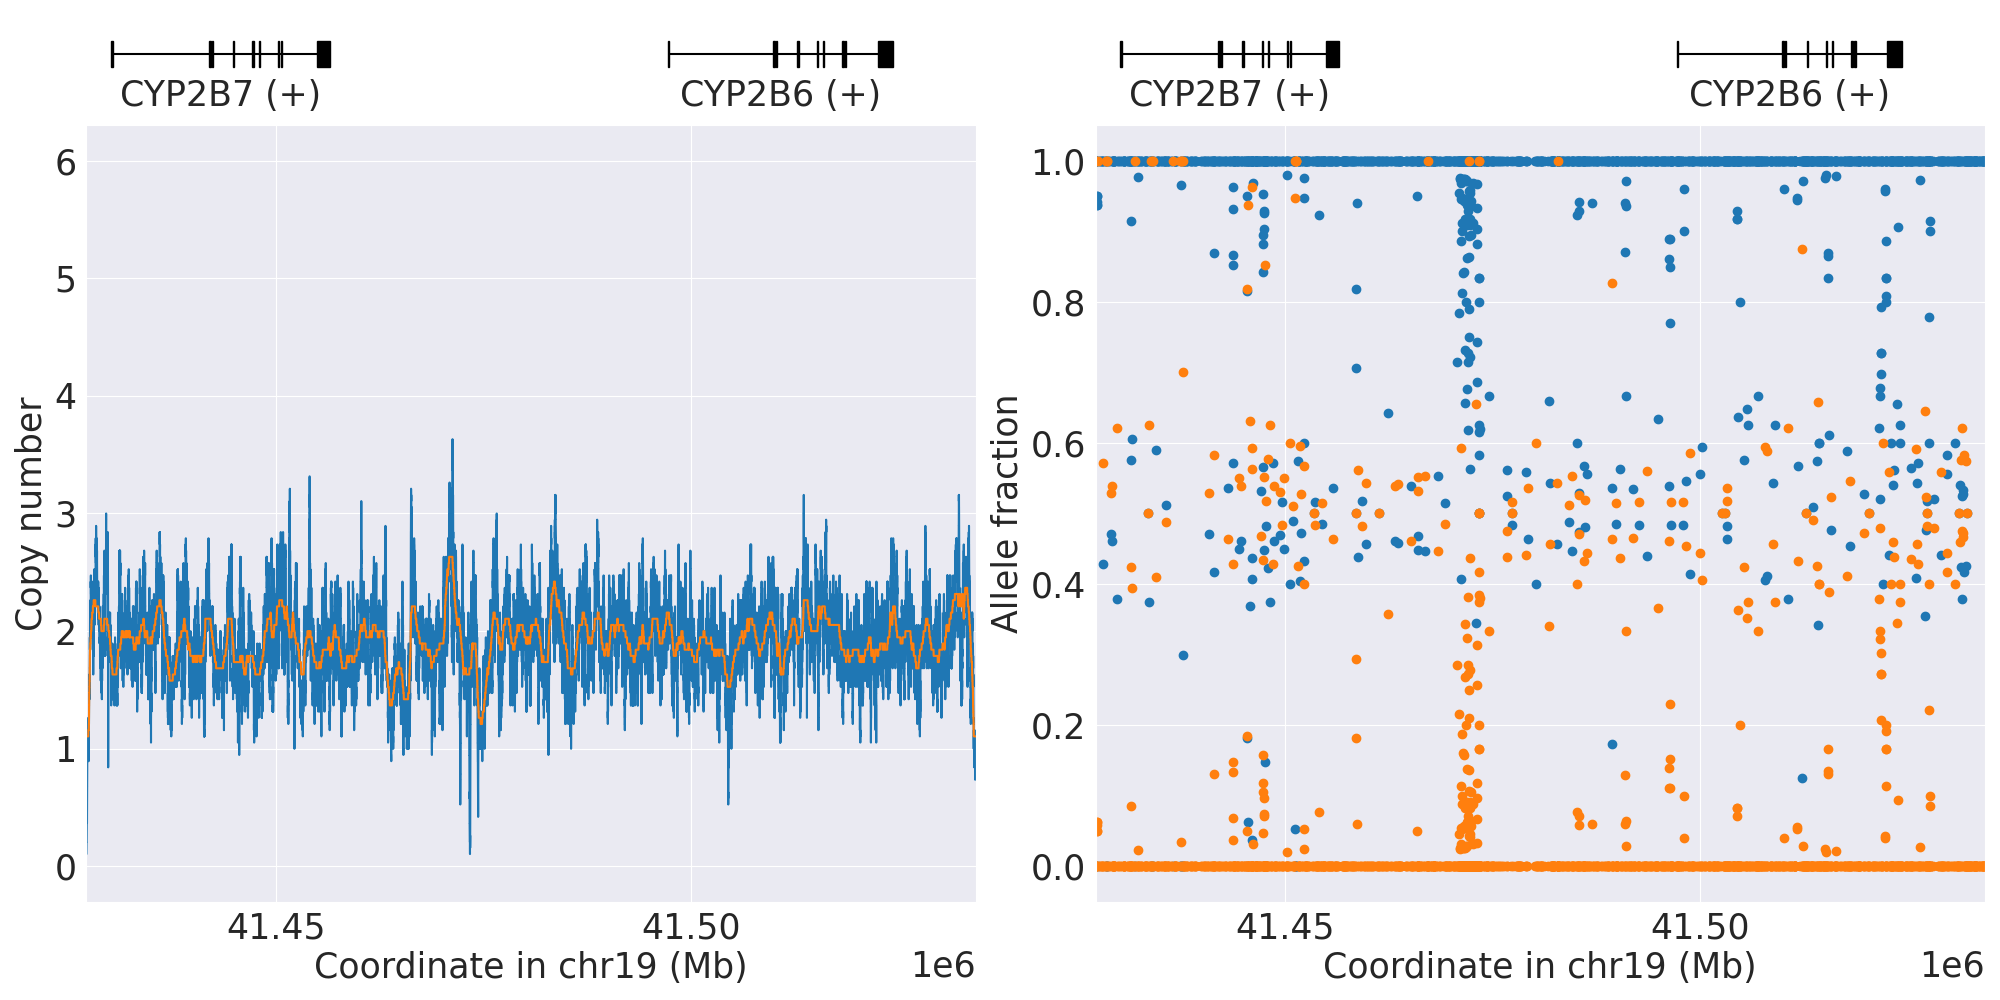 CYP2B7 (+)
CYP2B6 (+)
6
5
4
3
2
1
0
Copy number
41.45
41.50
Coordinate in chr19 (Mb)
1e6
CYP2B7 (+)
CYP2B6 (+)
1.0
0.8
0.6
0.4
0.2
0.0
Allele fraction
41.45
41.50
Coordinate in chr19 (Mb)
1e6